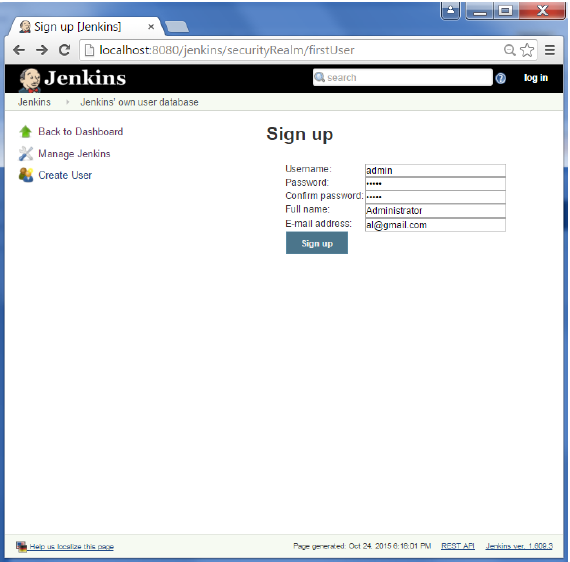 Sign up [Jenkins]
localhost:8080/jenkins/securityRealm/firstUser
Jenkins
search
log in
Jenkins
Jenkins' own user database
Back to Dashboard
Manage Jenkins
Create User
Sign up
Username: admin
Password: •••••
Confirm password: •••••
Full name: Administrator
E-mail address: al@gmail.com
Sign up
Help us localize this page
Page generated: Oct 24, 2015 6:16:01 PM REST API Jenkins ver. 1.609.3